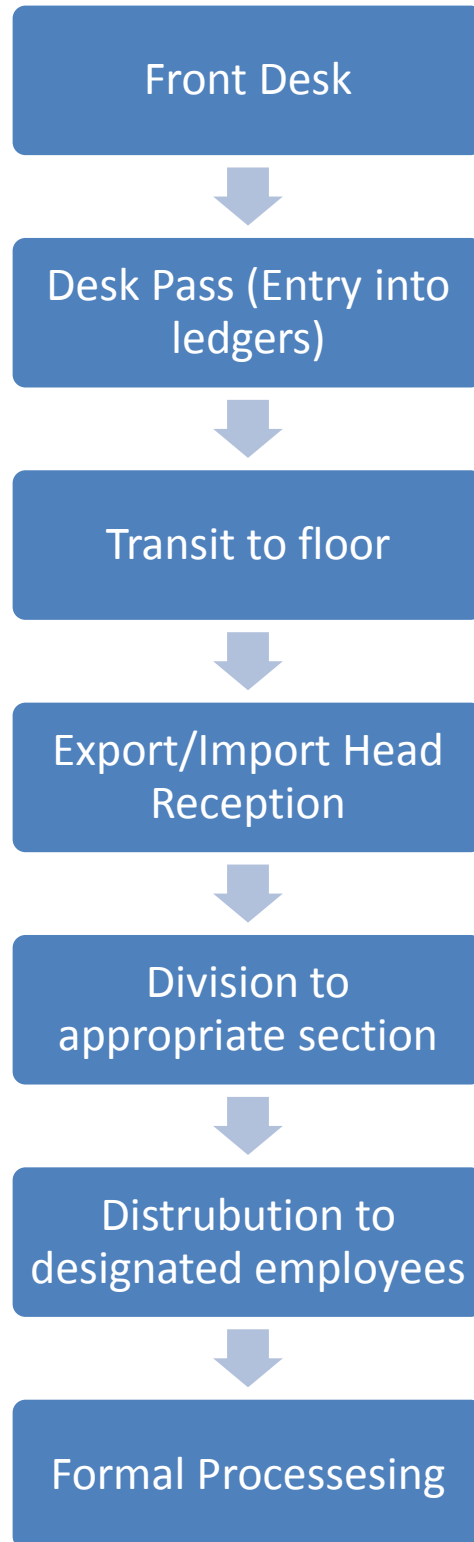 Front Desk
Desk Pass (Entry into
ledgers)
Transit to floor
Export/Import Head
Reception
Division to
appropriate section
Distrubution to
designated employees
Formal Processesing